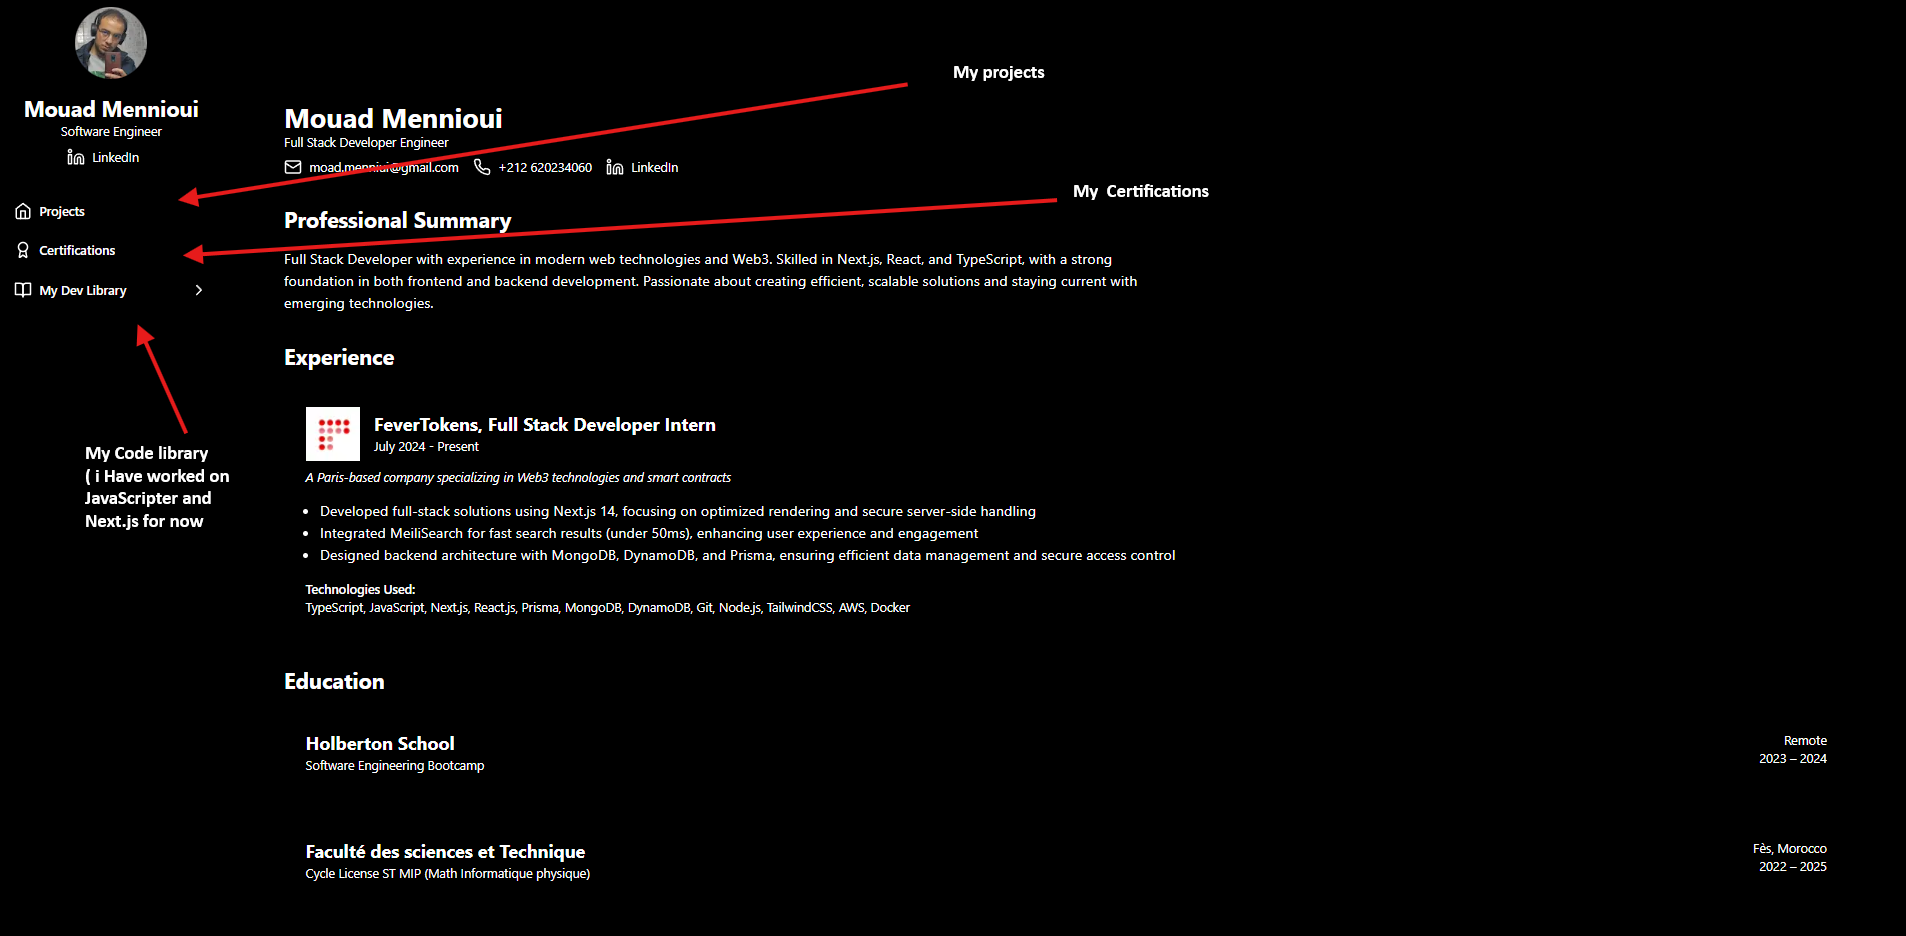 Mouad Mennioui
Software Engineer
LinkedIn
Projects
Certifications
My Dev Library
My Code library
( i Have worked on
JavaScripter and
Next.js for now
My projects
My Certifications
Mouad Mennioui
Full Stack Developer Engineer
moad.menniui@gmail.com +212 620234060 LinkedIn
Professional Summary
Full Stack Developer with experience in modern web technologies and Web3. Skilled in Next.js, React, and TypeScript, with a strong
foundation in both frontend and backend development. Passionate about creating efficient, scalable solutions and staying current with
emerging technologies.
Experience
FeverTokens, Full Stack Developer Intern
July 2024 - Present
A Paris-based company specializing in Web3 technologies and smart contracts
• Developed full-stack solutions using Next.js 14, focusing on optimized rendering and secure server-side handling
• Integrated MeiliSearch for fast search results (under 50ms), enhancing user experience and engagement
• Designed backend architecture with MongoDB, DynamoDB, and Prisma, ensuring efficient data management and secure access control
Technologies Used:
TypeScript, JavaScript, Next.js, React.js, Prisma, MongoDB, DynamoDB, Git, Node.js, TailwindCSS, AWS, Docker
Education
Holberton School
Software Engineering Bootcamp
Remote
2023 – 2024
Faculté des sciences et Technique
Cycle License ST MIP (Math Informatique physique)
Fès, Morocco
2022 – 2025